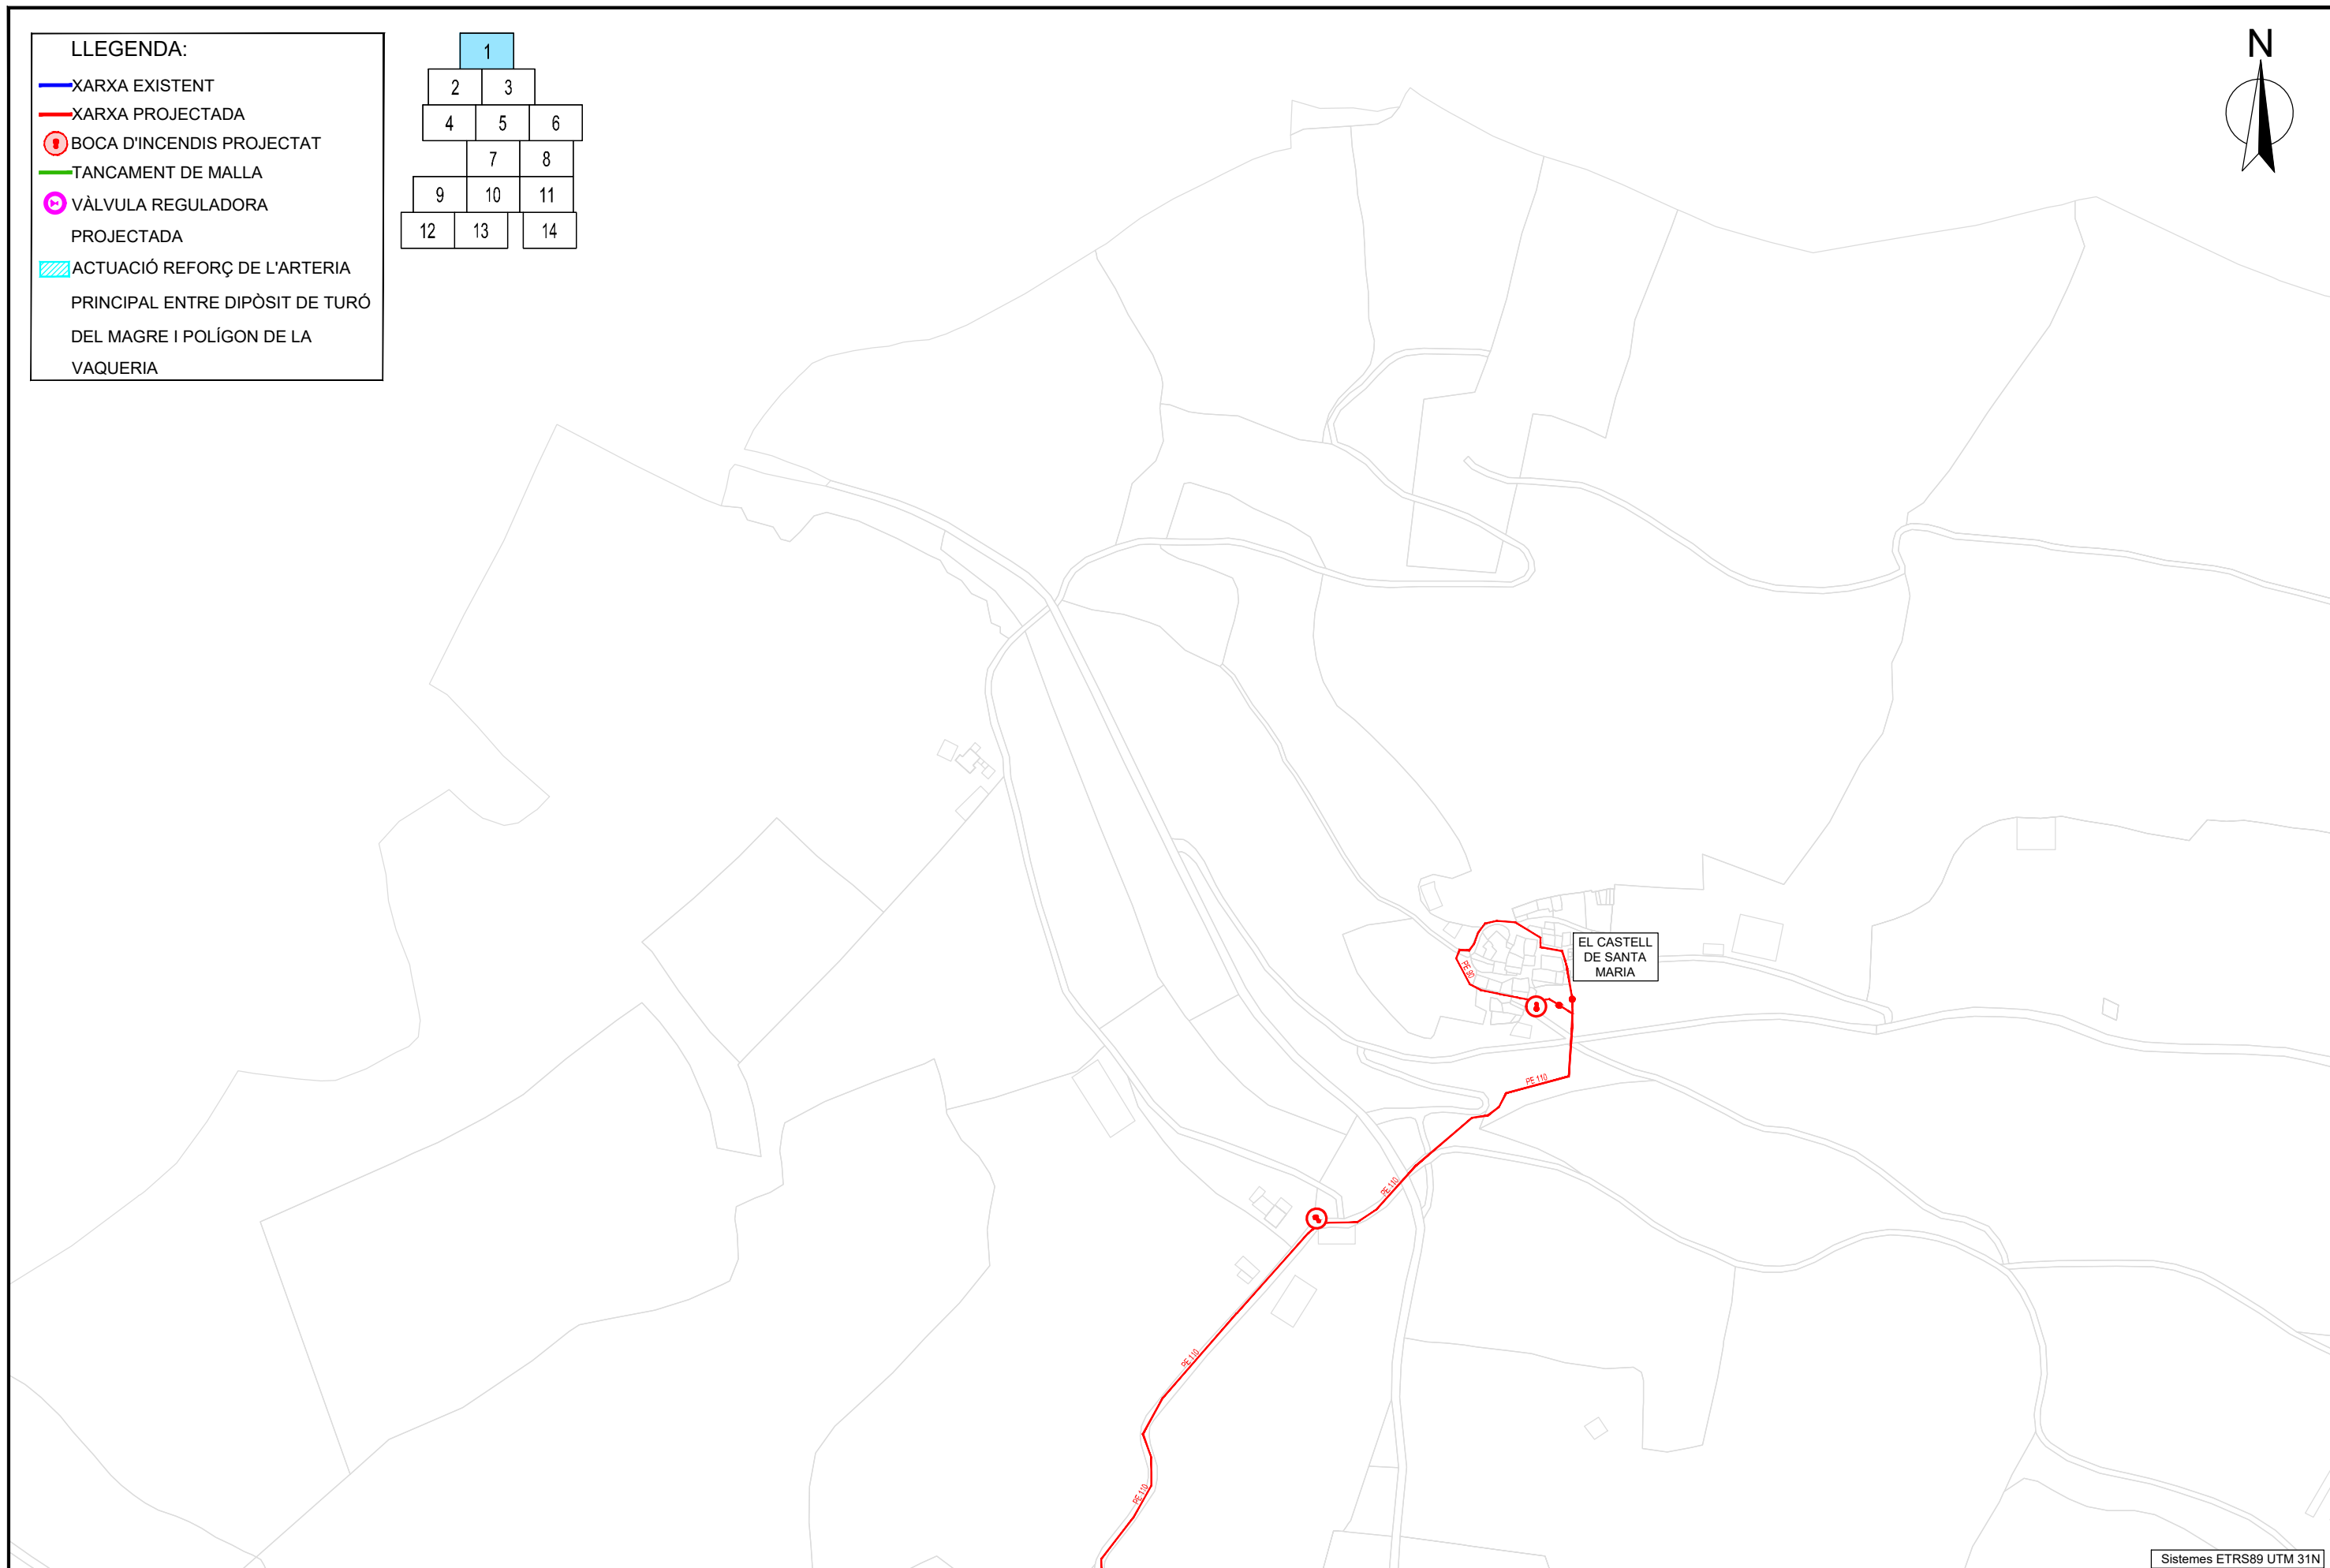 LLEGENDA:
XARXA EXISTENT
XARXA PROJECTADA
BOCA D'INCENDIS PROJECTAT
TANCAMENT DE MALLA
VÀLVULA REGULADORA
PROJECTADA
ACTUACIÓ REFORÇ DE L'ARTERIA
PRINCIPAL ENTRE DIPÒSIT DE TURÓ
DEL MAGRE I POLÍGON DE LA
VAQUERIA
1
2 3
4 5 6
7 8
9 10 11
12 13 14
N
EL CASTELL
DE SANTA
MARIA
PE 80
PE 110
PE 110
PE 110
PE 110
Sistemes ETRS89 UTM 31N